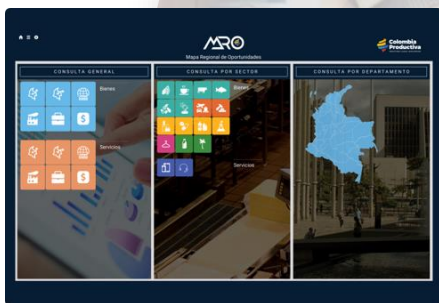 MRO
Mapa Regional de Oportunidades
Colombia
Productiva
CONSULTA GENERAL
CONSULTA POR SECTOR
CONSULTA POR DEPARTAMENTO
Bienes
Bienes
Servicios
Servicios